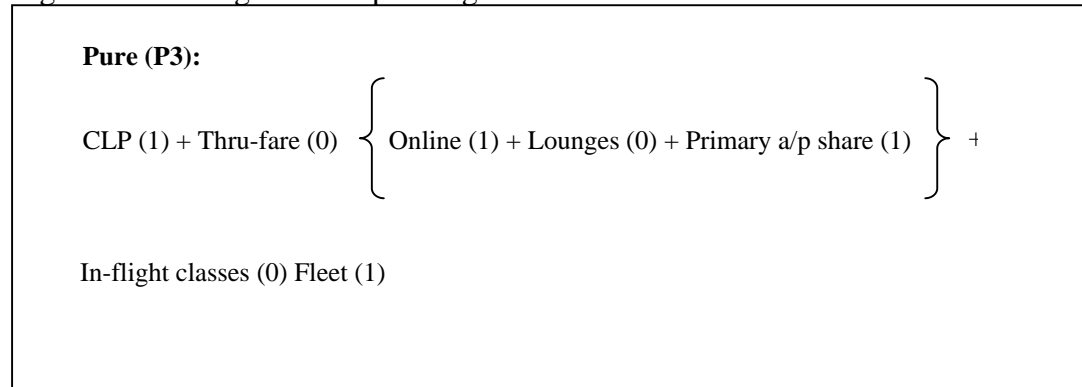 Pure (P3):
CLP (1) + Thru-fare (0) { Online (1) + Lounges (0) + Primary a/p share (1) } +
In-flight classes (0) Fleet (1)